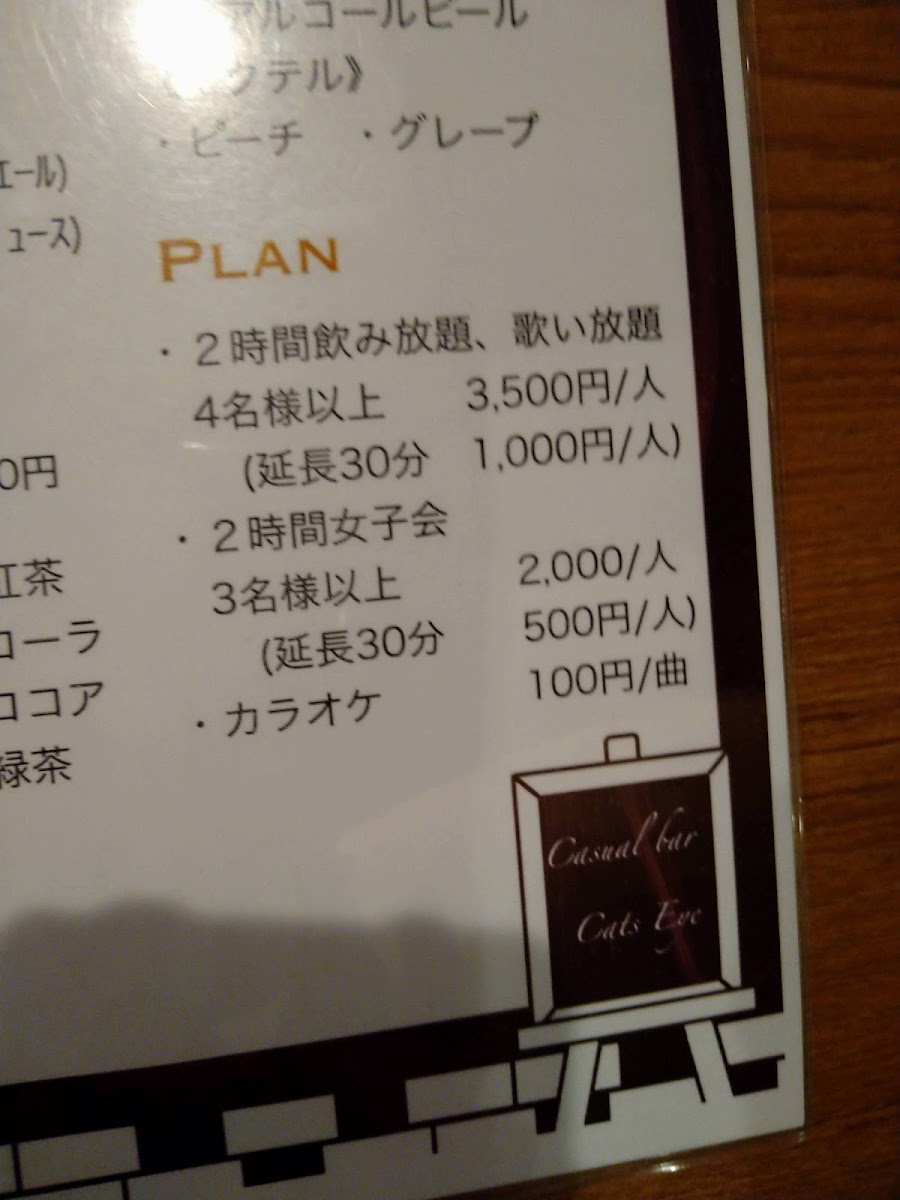 アルコールビール
クテル》
・ピーチ ・グレープ
エール)
ュース)
PLAN
・２時間飲み放題、歌い放題
4名様以上 3,500円/人
(延長30分 1,000円/人)
0円
・２時間女子会
紅茶
3名様以上 2,000/人
コーラ
(延長30分 500円/人)
ココア
・カラオケ 100円/曲
緑茶
Casual bar
Cats Eye